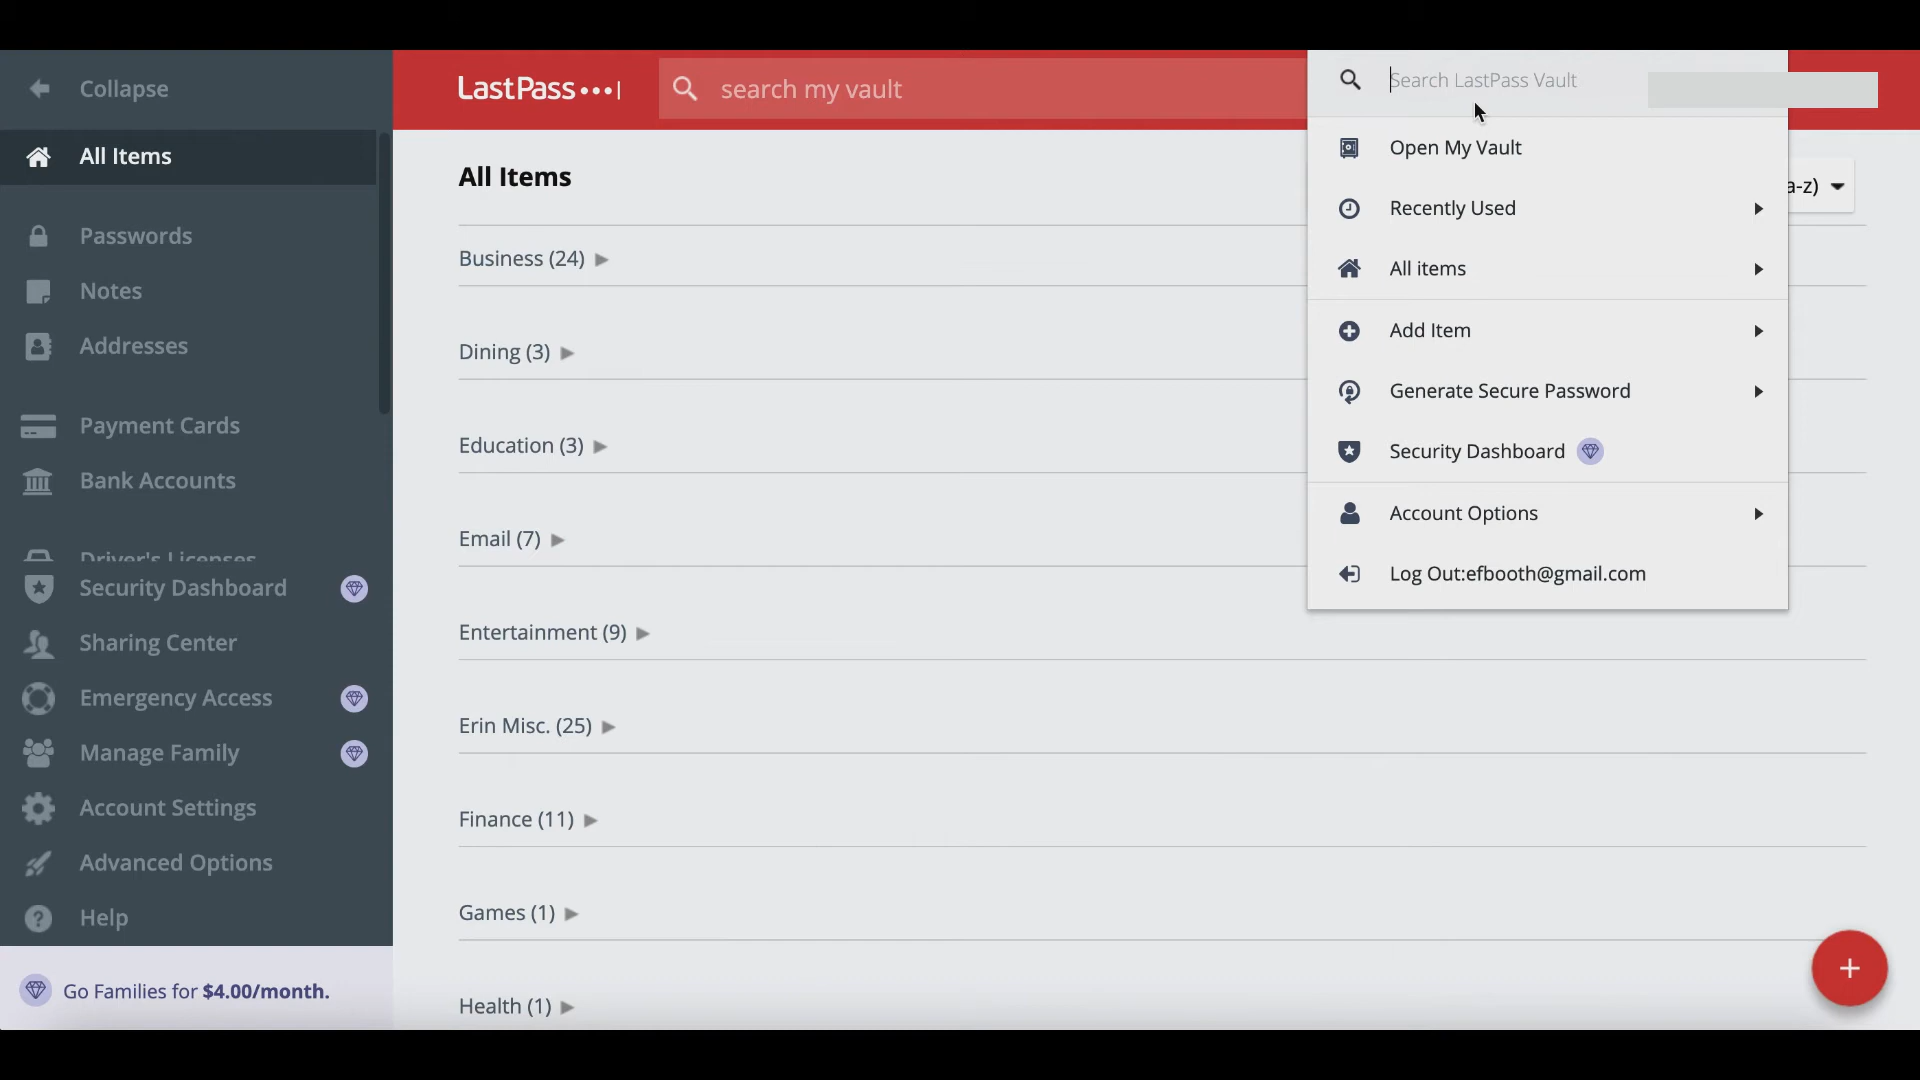 Collapse
All Items
Passwords
Notes
Addresses
Payment Cards
Bank Accounts
Driver's Licenses
Security Dashboard
Sharing Center
Emergency Access
Manage Family
Account Settings
Advanced Options
Help
Go Families for $4.00/month.
LastPass
search my vault
All Items
a-z)
Business (24)
Dining (3)
Education (3)
Email (7)
Entertainment (9)
Erin Misc. (25)
Finance (11)
Games (1)
Health (1)
Search LastPass Vault
Open My Vault
Recently Used
All items
Add Item
Generate Secure Password
Security Dashboard
Account Options
Log Out:efbooth@gmail.com